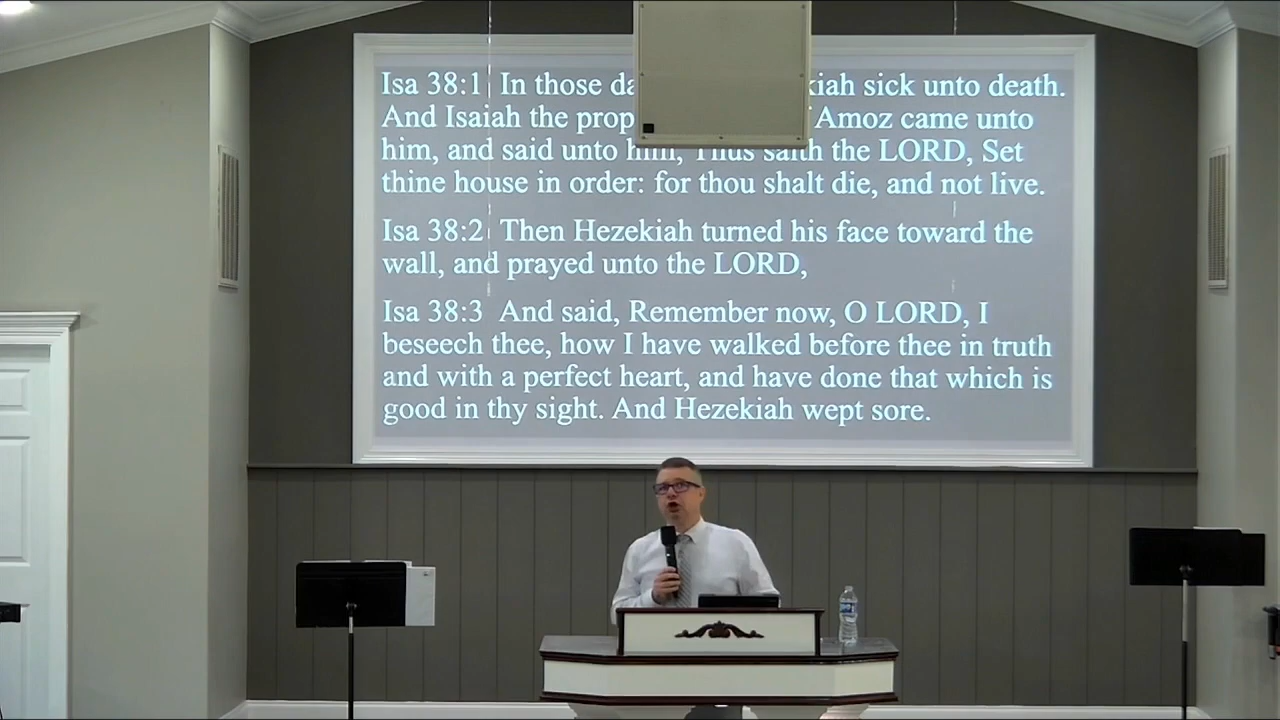 Isa 38:1 In those da kiah sick unto death.
And Isaiah the prop Amoz came unto
him, and said unto him, Thus saith the LORD, Set
thine house in order: for thou shalt die, and not live.
Isa 38:2 Then Hezekiah turned his face toward the
wall, and prayed unto the LORD,
Isa 38:3 And said, Remember now, O LORD, I
beseech thee, how I have walked before thee in truth
and with a perfect heart, and have done that which is
good in thy sight. And Hezekiah wept sore.